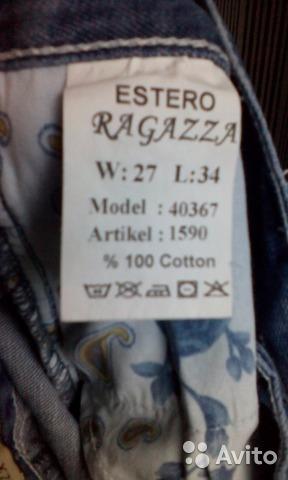 ESTERO
RAGAZZA
W: 27 L: 34
Model : 40367
Artikel : 1590
% 100 Cotton
Avito